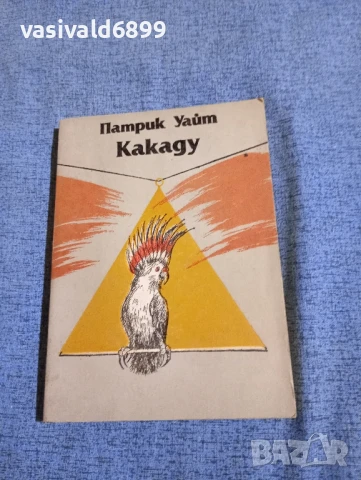 vasivald6899
Патрик Уайт
Какаду
BAZAR